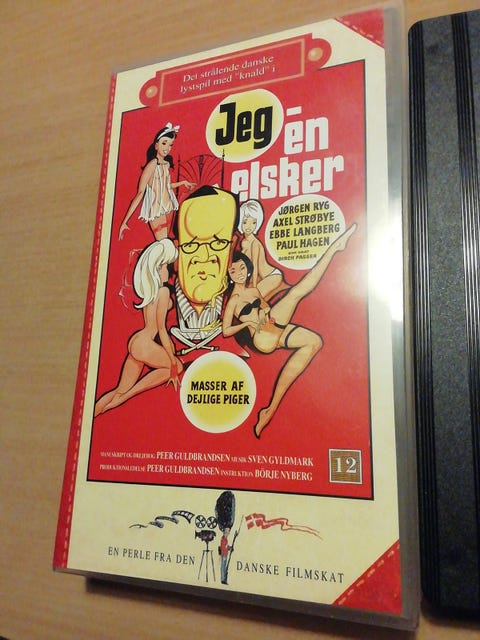 Det strålende danske
lystspil med "knald" i
Jeg
-én
elsker
JØRGEN RYG
AXEL STRØBYE
EBBE LANGBERG
PAUL HAGEN
DIRCH PASSER
MASSER AF
DEJLIGE PIGER
MANUSKRIPT OG DREJEBOG PEER GULDBRANDSEN MUSIK SVEN GYLDMARK
PRODUKTIONSLEDELSE PEER GULDBRANDSEN INSTRUKTION BÖRJE NYBERG
12
EN PERLE FRA DEN DANSKE FILMSKAT